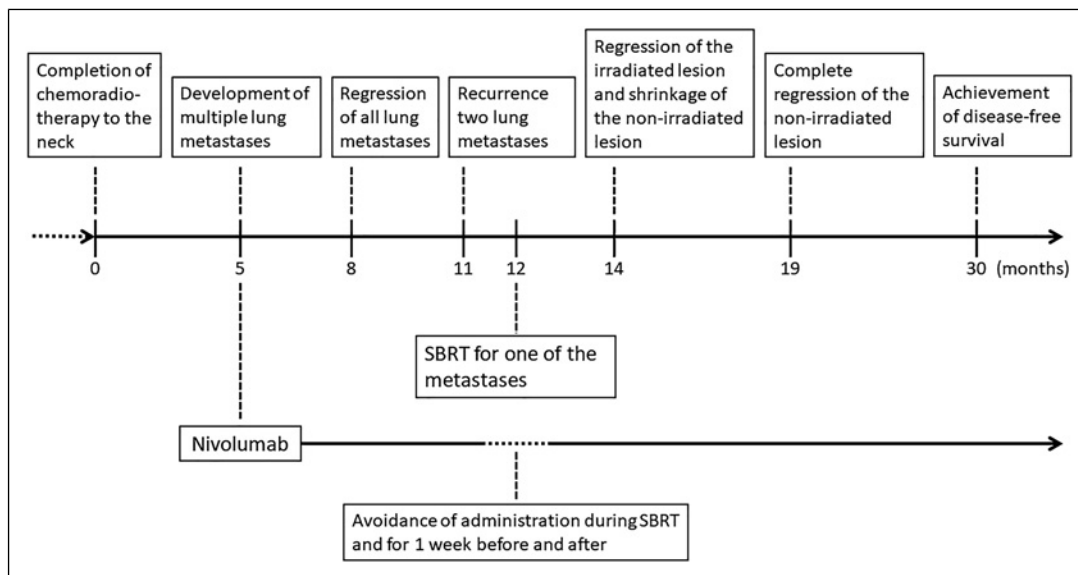 Completion of
chemoradio-
therapy to the
neck
Development of
multiple lung
metastases
Regression
of all lung
metastases
Recurrence
two lung
metastases
Regression of the
irradiated lesion
and shrinkage of
the non-irradiated
lesion
Complete
regression of the
non-irradiated
lesion
Achievement
of disease-free
survival
0 5 8 11 12 14 19 30 (months)
SBRT for one of the
metastases
Nivolumab
Avoidance of administration during SBRT
and for 1 week before and after